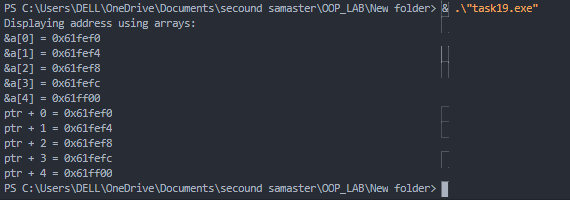 PS C:\Users\DELL\OneDrive\Documents\secound samaster\OOP_LAB\New folder> & .\"task19.exe"
Displaying address using arrays:
&a[0] = 0x61fef0
&a[1] = 0x61fef4
&a[2] = 0x61fef8
&a[3] = 0x61fefc
&a[4] = 0x61ff00
ptr + 0 = 0x61fef0
ptr + 1 = 0x61fef4
ptr + 2 = 0x61fef8
ptr + 3 = 0x61fefc
ptr + 4 = 0x61ff00
PS C:\Users\DELL\OneDrive\Documents\secound samaster\OOP_LAB\New folder>